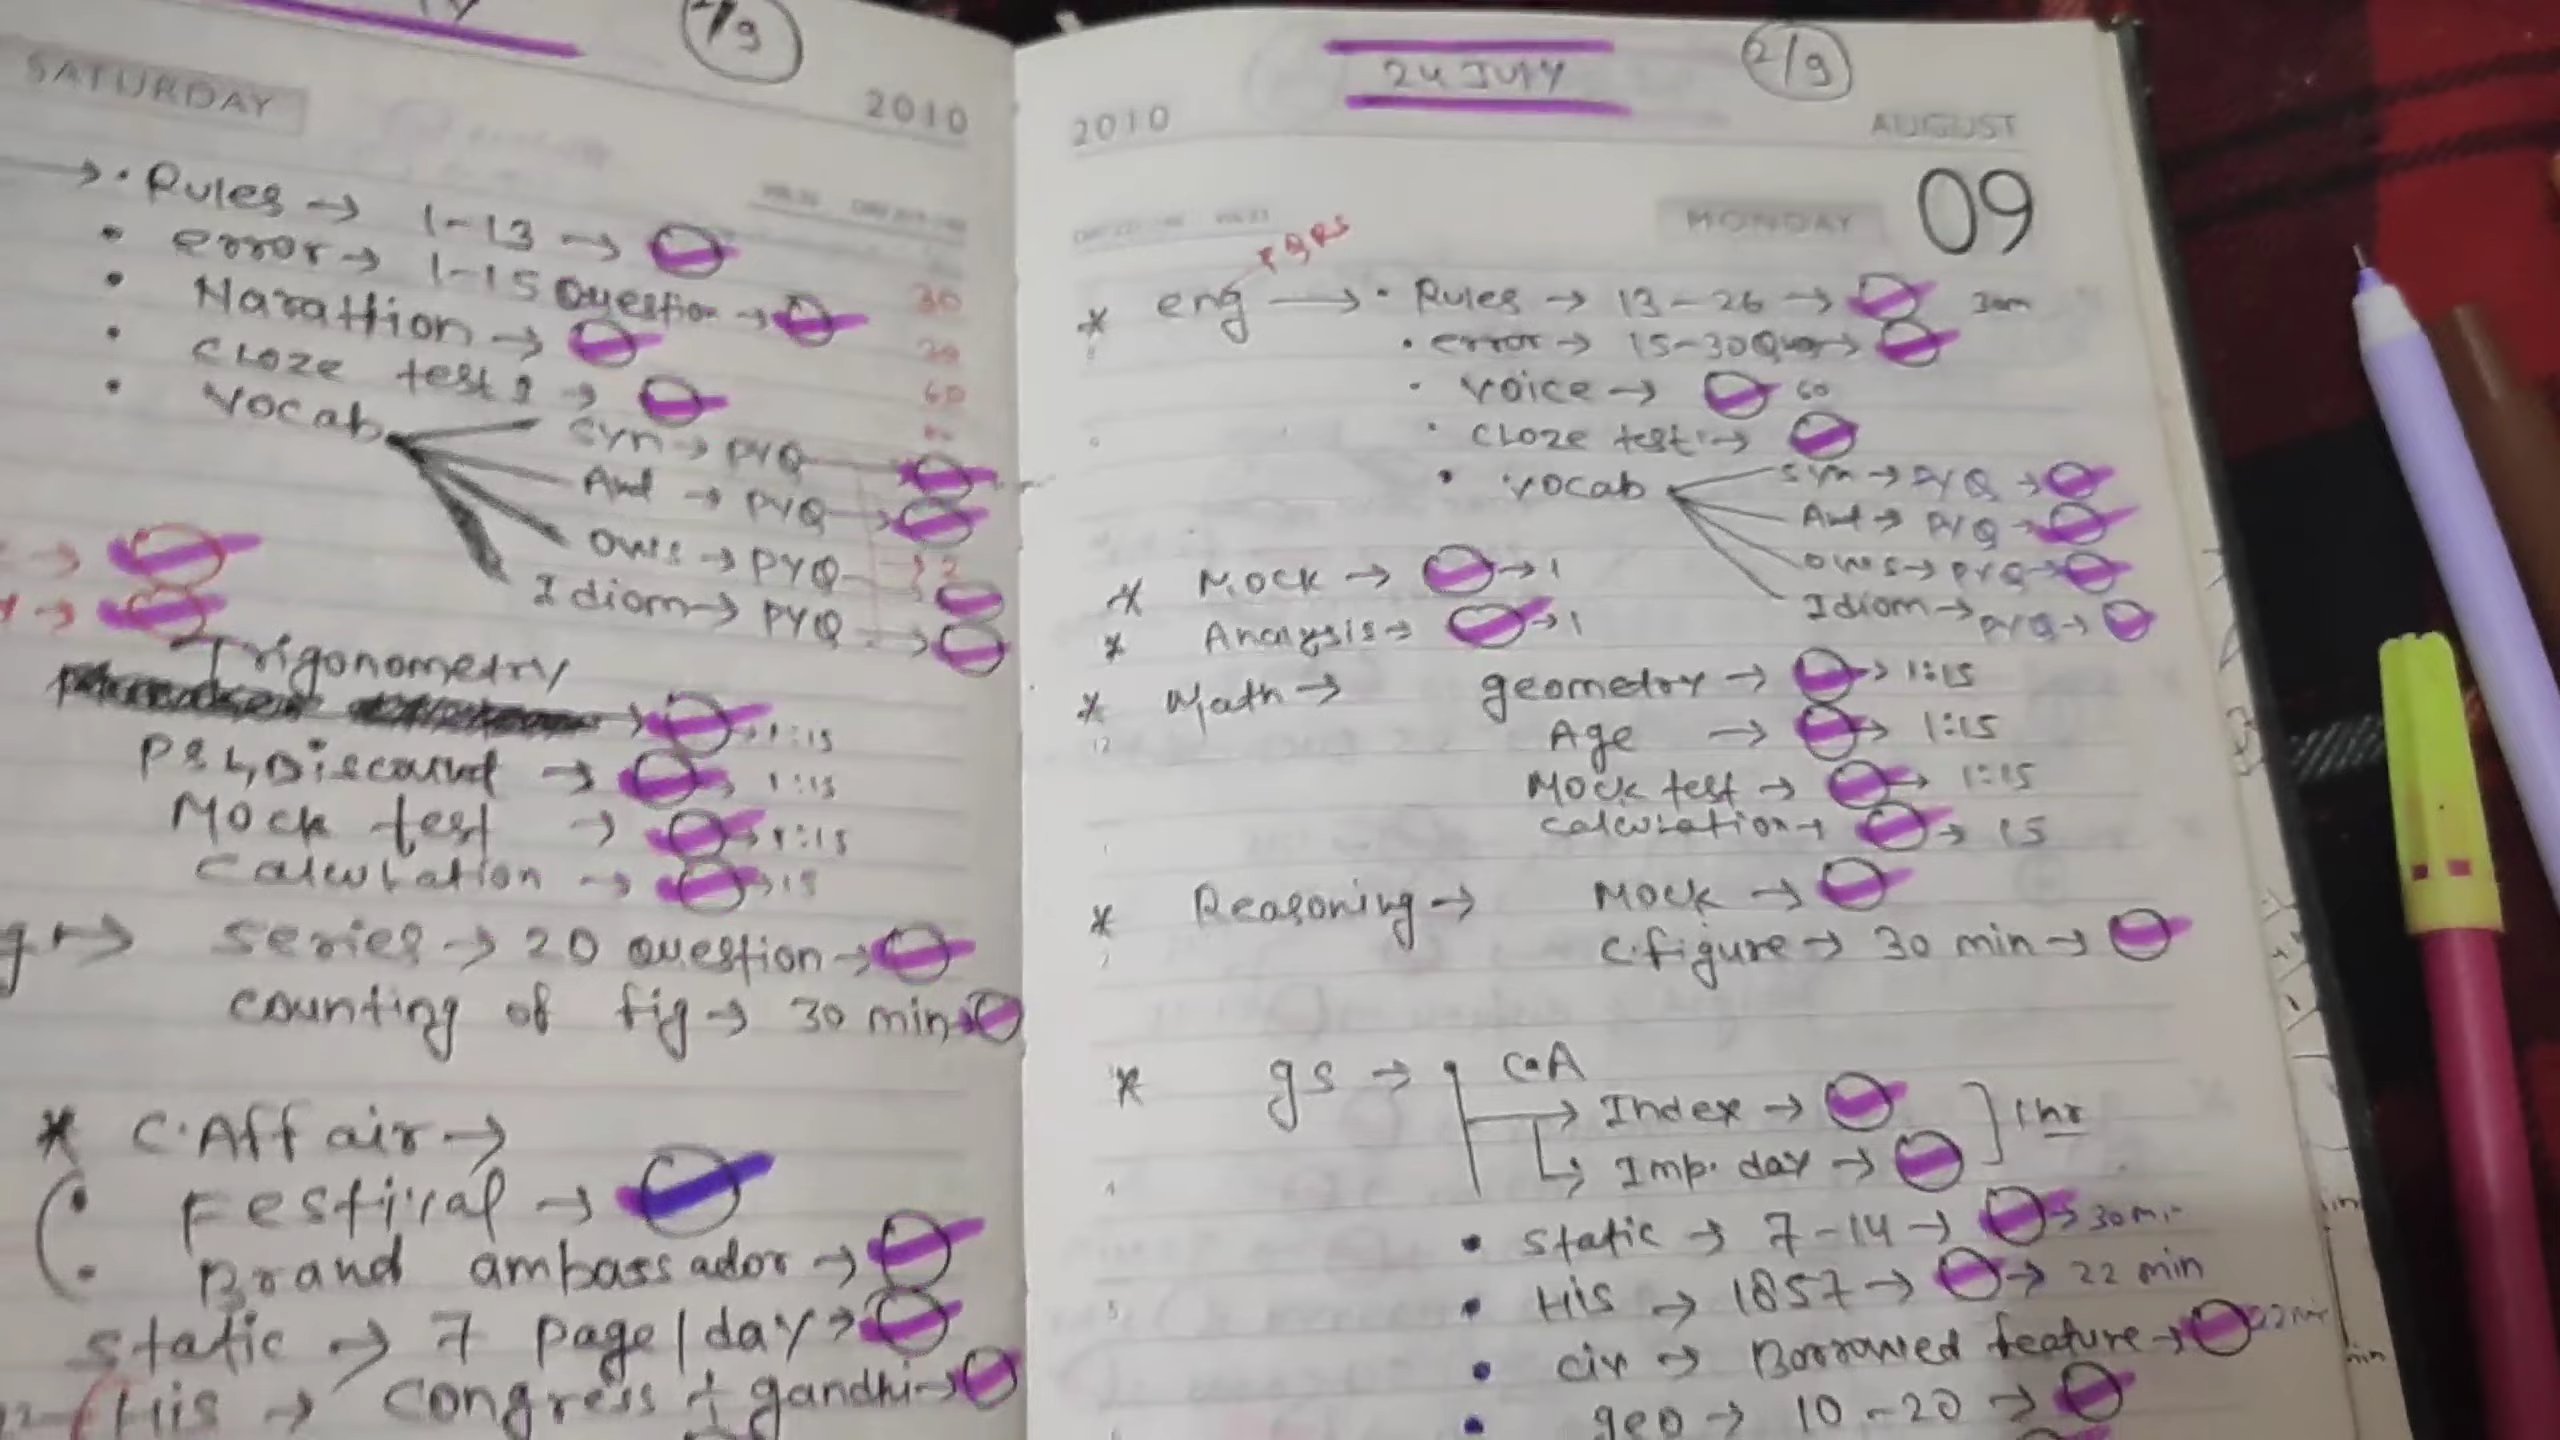 SATURDAY
2010
→ • Rules → 1-13 →
• error → 1-15 Question →
30
• Narattion →
• Cloze test →
60
• Vocab
Syn → PYQ
Ant → PYQ →
OWS → PYQ
Idiom → PYQ →
Trigonometry
→ 1:15
P&L, Discount → 1:15
Mock test → 1:15
Calculation → 15
series → 20 question →
counting of fig → 30 min →
* C.Affair →
• Festival →
• Brand ambassador →
static → 7 page/day →
His → Congress + gandhi →
24 July
2/9
2010
AUGUST
MONDAY
09
* eng → • Rules → 13-26 →
• error → 15-30 Ques →
• voice → 60
• Cloze test →
• vocab
Syn → PYQ →
Ant → PYQ →
OWS → PYQ →
Idiom → PYQ →
* Mock → → 1
* Analysis → → 1
* Math → geometry → → 1:15
Age → → 1:15
Mock test → → 1:15
calculation → → 15
* Reasoning → Mock →
C.figure → 30 min →
* gs → • C.A
→ Index →
→ Imp. day →
1 hr
• static → 7-14 → → 30 min
• His → 1857 → → 22 min
• civ → Borrowed feature →
• geo → 10-20 →